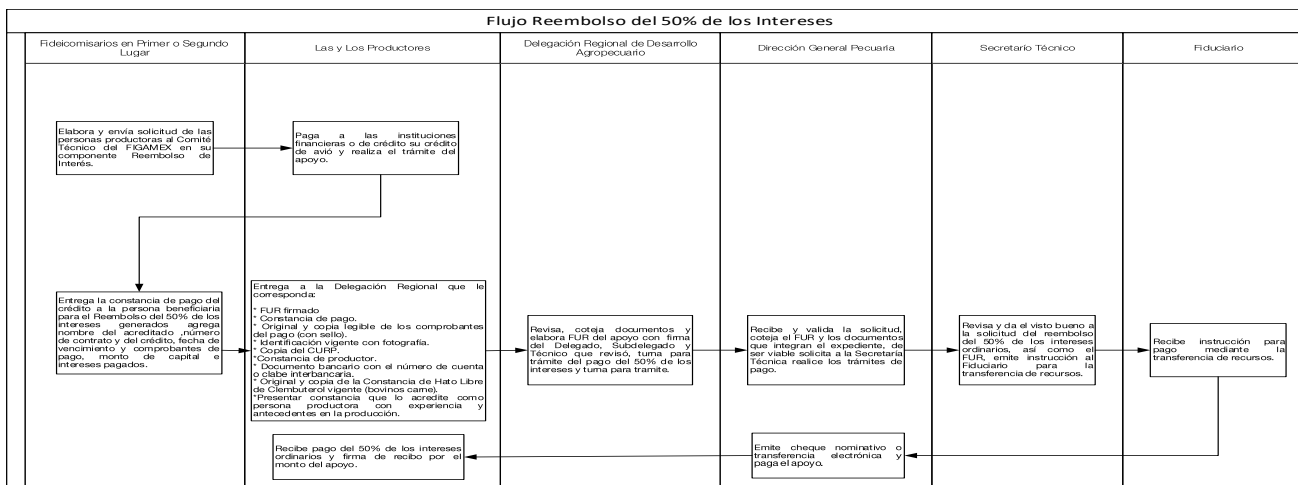 Flujo Reembolso del 50% de los Intereses
Fideicomisarios en Primer o Segundo
Lugar
Las y Los Productores
Delegación Regional de Desarrollo
Agropecuario
Dirección General Pecuaria
Secretario Técnico
Fiduciario
Elabora y envía solicitud de las
personas productoras al Comité
Técnico del FIGAMEX en su
componente Reembolso de
Interés.
Paga a las instituciones
financieras o de crédito su crédito
de avió y realiza el trámite del
apoyo.
Entrega la constancia de pago del
crédito a la persona beneficiaria
para el Reembolso del 50% de los
intereses generados agrega
nombre del acreditado ,número
de contrato y del crédito, fecha de
vencimiento y comprobantes de
pago, monto de capital e
intereses pagados.
Entrega a la Delegación Regional que le
corresponda:
* FUR firmado
* Constancia de pago.
* Original y copia legible de los comprobantes
del pago (con sello).
* Identificación vigente con fotografía.
* Copia del CURP.
*Constancia de productor.
* Documento bancario con el número de cuenta
o clabe interbancaria.
* Original y copia de la Constancia de Hato Libre
de Clembuterol vigente (bovinos carne).
*Presentar constancia que lo acredite como
persona productora con experiencia y
antecedentes en la producción.
Revisa, coteja documentos y
elabora FUR del apoyo con firma
del Delegado, Subdelegado y
Técnico que revisó, turna para
trámite del pago del 50% de los
intereses y turna para tramite.
Recibe y valida la solicitud,
coteja el FUR y los documentos
que integran el expediente, de
ser viable solicita a la Secretaría
Técnica realice los trámites de
pago.
Revisa y da el visto bueno a
la solicitud del reembolso
del 50% de los intereses
ordinarios, así como el
FUR, emite instrucción al
Fiduciario para la
transferencia de recursos.
Recibe instrucción para
pago mediante la
transferencia de recursos.
Recibe pago del 50% de los intereses
ordinarios y firma de recibo por el
monto del apoyo.
Emite cheque nominativo o
transferencia electrónica y
paga el apoyo.